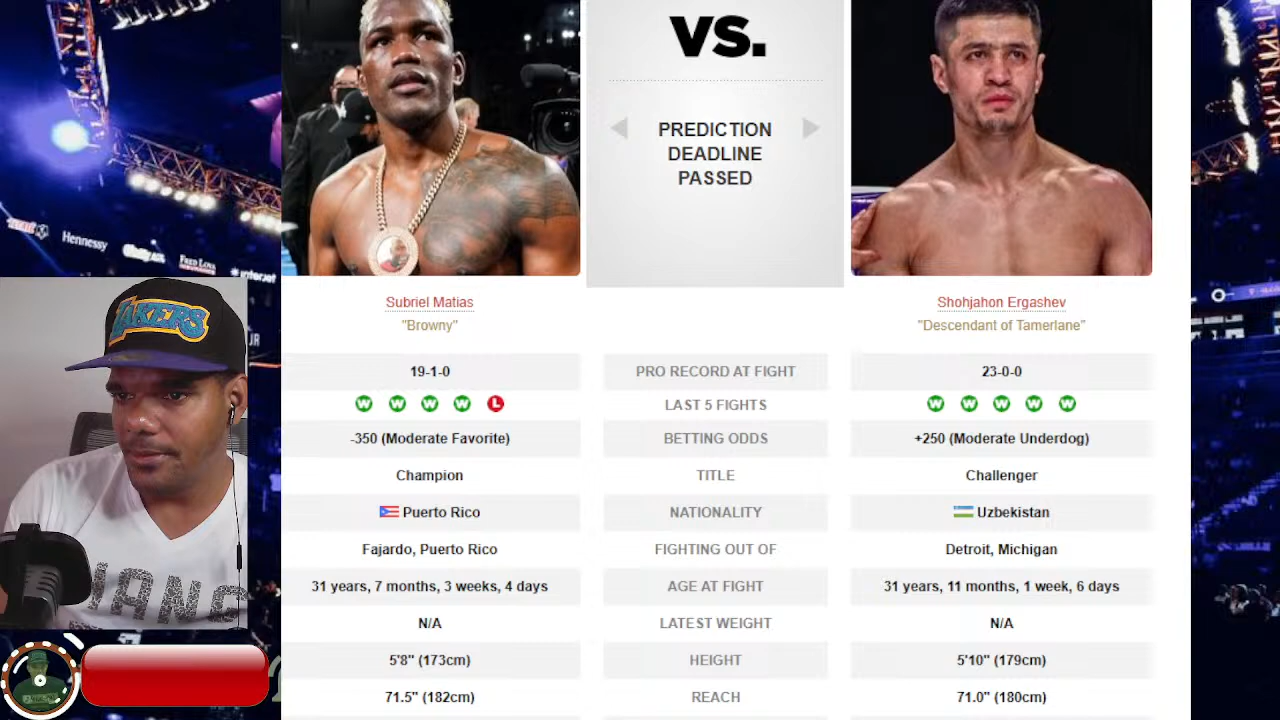 VS.
PREDICTION
DEADLINE
PASSED
Hennessy
Subriel Matias
Shohjahon Ergashev
"Browny"
"Descendant of Tamerlane"
LAKERS
19-1-0 PRO RECORD AT FIGHT 23-0-0
W W W W L LAST 5 FIGHTS W W W W W
-350 (Moderate Favorite) BETTING ODDS +250 (Moderate Underdog)
Champion TITLE Challenger
Puerto Rico NATIONALITY Uzbekistan
Fajardo, Puerto Rico FIGHTING OUT OF Detroit, Michigan
31 years, 7 months, 3 weeks, 4 days AGE AT FIGHT 31 years, 11 months, 1 week, 6 days
N/A LATEST WEIGHT N/A
5'8" (173cm) HEIGHT 5'10" (179cm)
71.5" (182cm) REACH 71.0" (180cm)